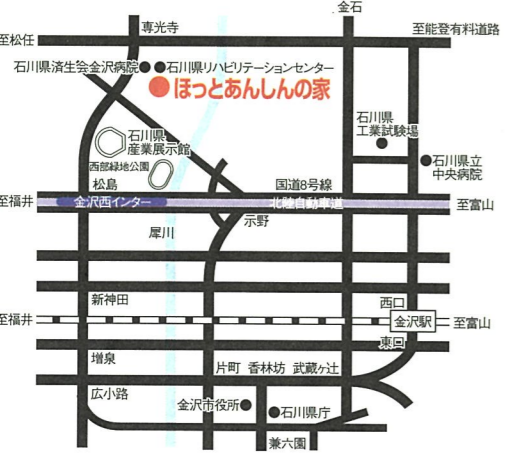 金石
専光寺
至松任
至能登有料道路
石川県済生会金沢病院
石川県リハビリテーションセンター
ほっとあんしんの家
石川県
工業試験場
石川県
産業展示館
西部緑地公園
石川県立
中央病院
松島
国道8号線
至福井
金沢西インター
北陸自動車道
至富山
示野
犀川
新神田
西口
至福井
金沢駅
至富山
東口
増泉
片町
香林坊
武蔵ヶ辻
広小路
金沢市役所
石川県庁
兼六園